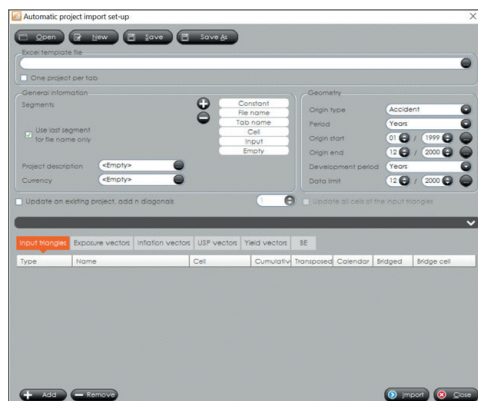 Automatic project import set-up
Open New Save Save As
Excel template file
One project per tab
General information
Segments
Constant
File name
Tab name
Cell
Input
Empty
Use last segment
for file name only
Project description <Empty>
Currency <Empty>
Geometry
Origin type Accident
Period Years
Origin start 01 / 1999
Origin end 12 / 2000
Development period Years
Data limit 12 / 2000
Update an existing project, add n diagonals Update all cells of the input triangles
Input triangles Exposure vectors Inflation vectors USP vectors Yield vectors BE
Type Name Cell Cumulative Transposed Calendar Bridged Bridge cell
Add Remove Import Close